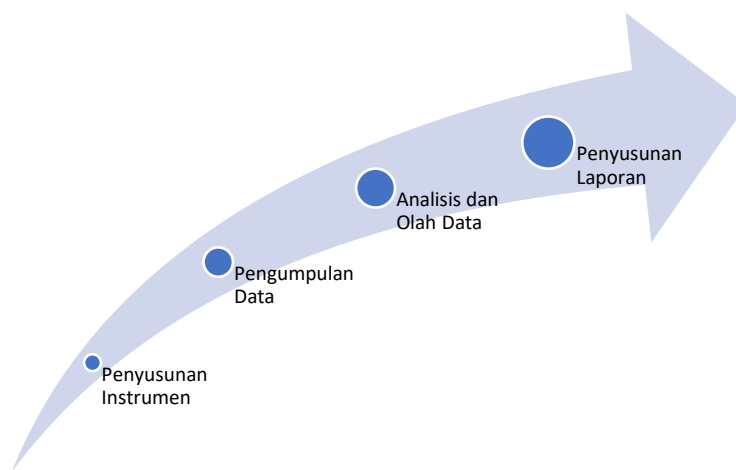 Penyusunan
Laporan
Analisis dan
Olah Data
Pengumpulan
Data
Penyusunan
Instrumen